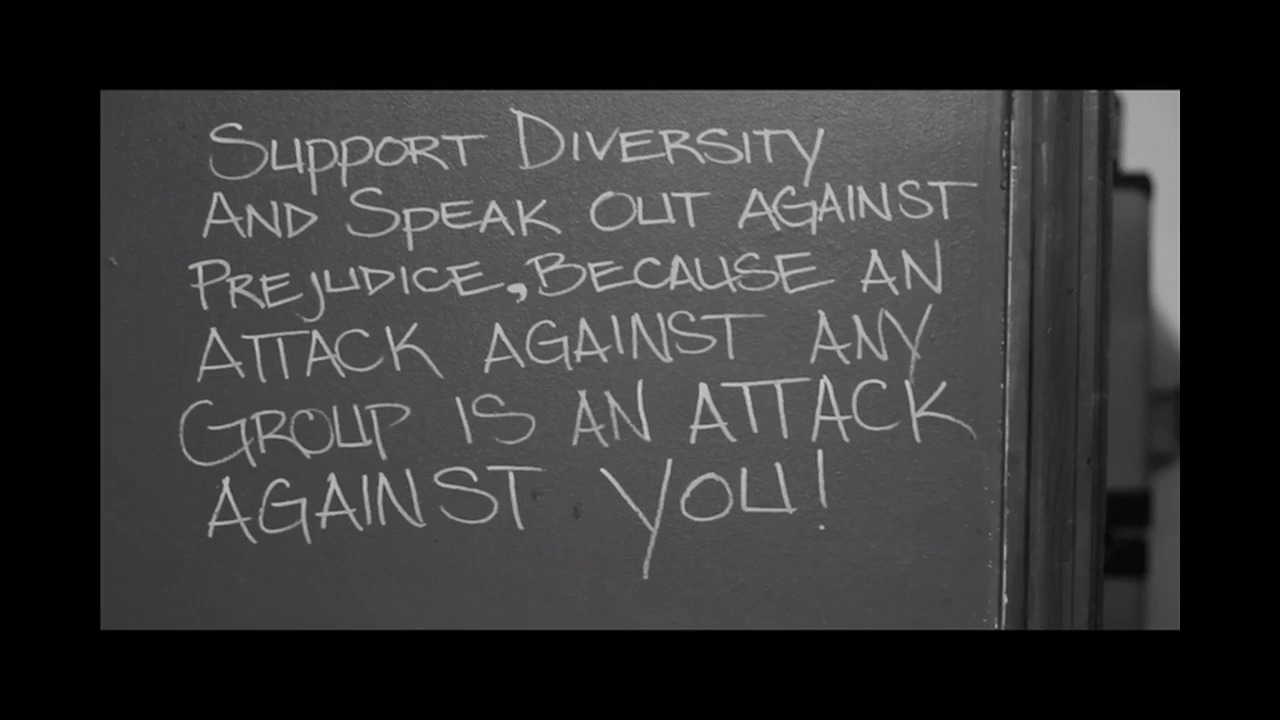 Support Diversity
And Speak Out Against
Prejudice, Because An
Attack Against Any
Group Is An Attack
Against You!